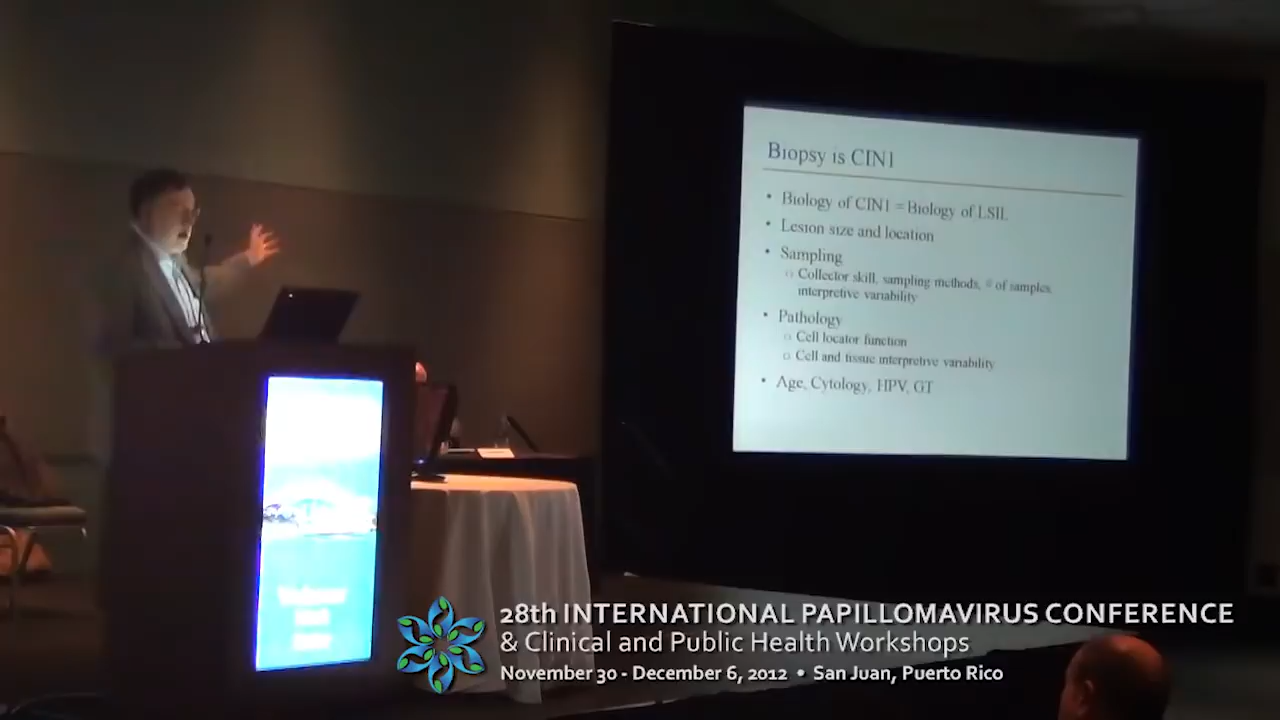 Biopsy is CIN1
• Biology of CIN1 = Biology of LSIL
• Lesion size and location
• Sampling
○ Collector skill, sampling methods, # of samples,
interpretive variability
• Pathology
○ Cell locator function
○ Cell and tissue interpretive variability
• Age, Cytology, HPV, GT
28th INTERNATIONAL PAPILLOMAVIRUS CONFERENCE
& Clinical and Public Health Workshops
November 30 - December 6, 2012 • San Juan, Puerto Rico